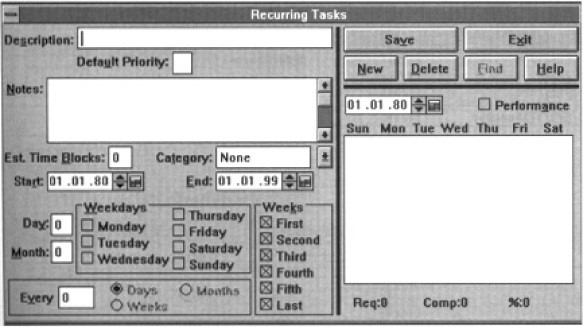 Recurring Tasks
Description:
Default Priority:
Notes:
Est. Time Blocks: 0
Category: None
Start: 01 .01 .80
End: 01 .01 .99
Day: 0
Month: 0
Weekdays
Monday
Tuesday
Wednesday
Thursday
Friday
Saturday
Sunday
Weeks
First
Second
Third
Fourth
Fifth
Last
Every 0
Days
Weeks
Months
Save
Exit
New
Delete
Find
Help
01 .01 .80
Performance
Sun Mon Tue Wed Thu Fri Sat
Req:0 Comp:0 %:0